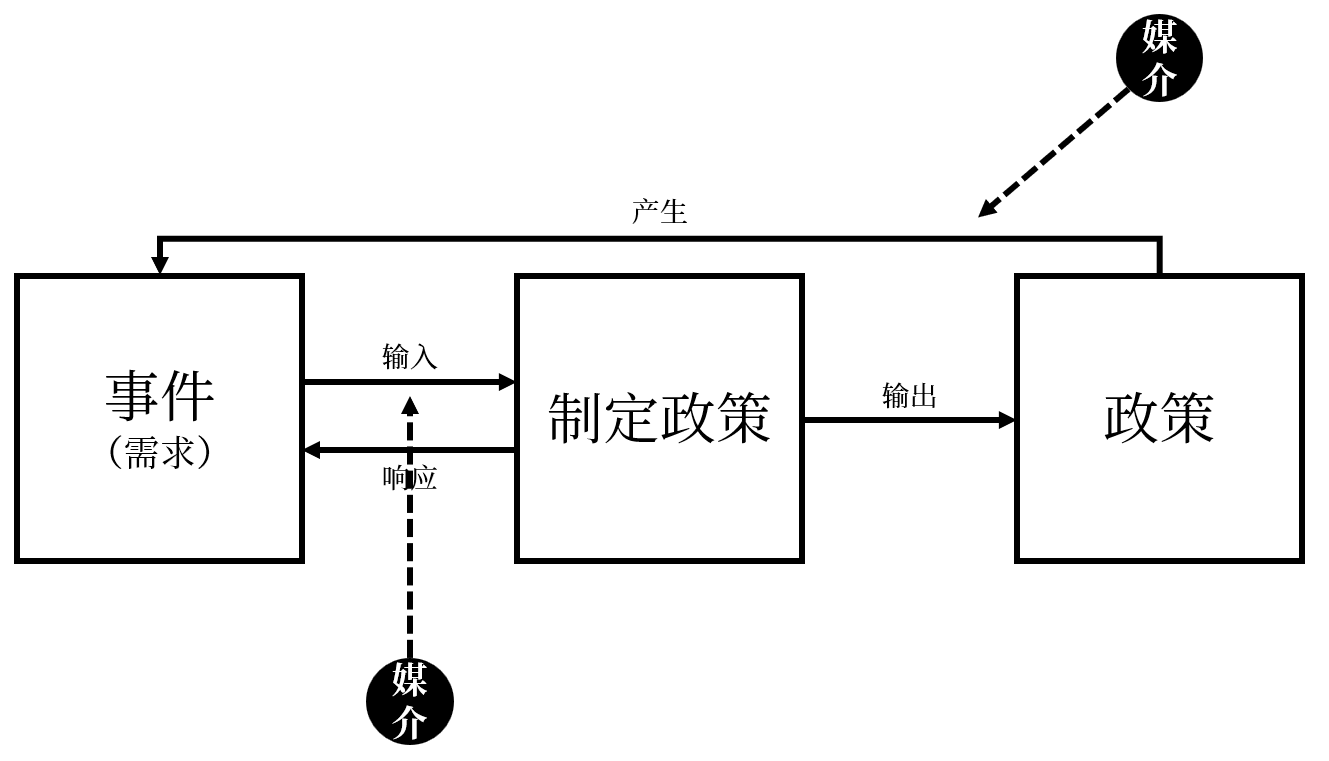 媒
介
产生
输入
事件
（需求）
制定政策
输出
政策
响应
媒
介